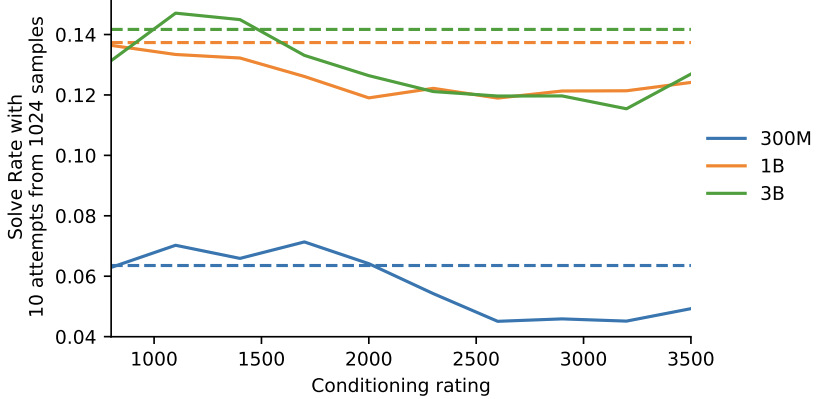 0.14
0.12
0.10
0.08
0.06
0.04
Solve Rate with
10 attempts from 1024 samples
1000
1500
2000
2500
3000
3500
Conditioning rating
300M
1B
3B